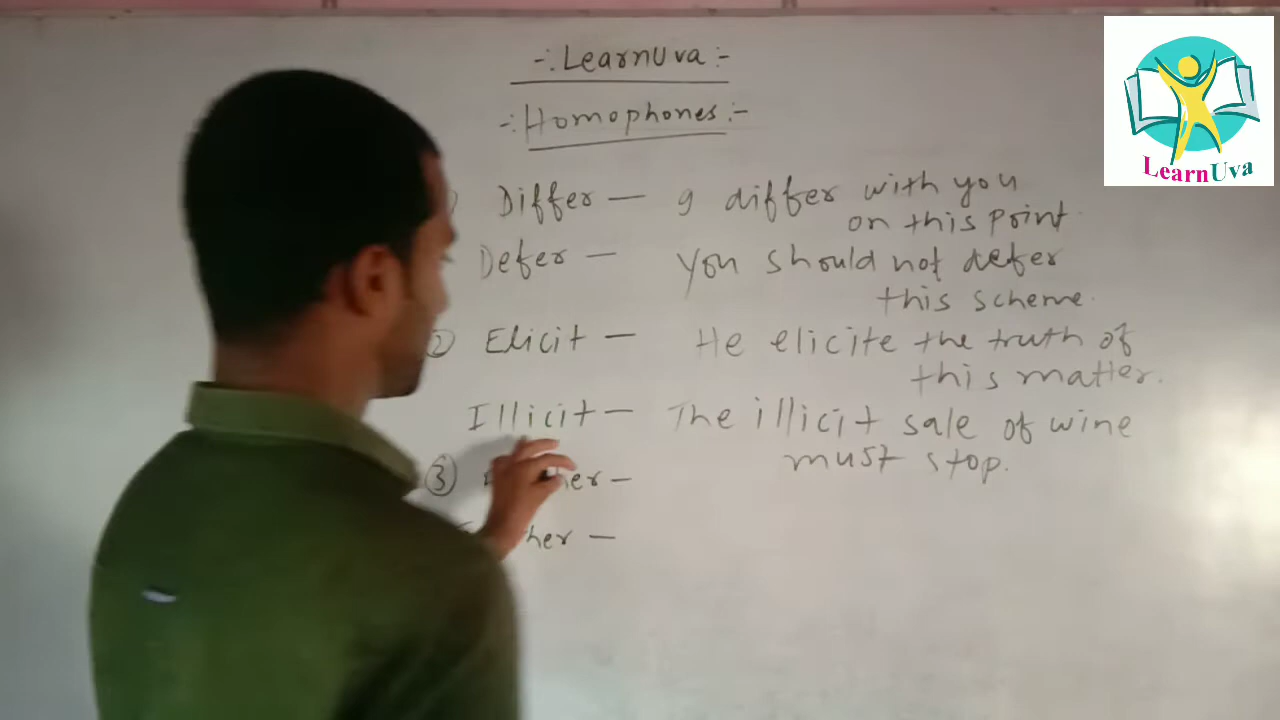 -: LearnUva :-
-: Homophones :-
Differ — I differ with you
on this point.
Defer — You should not defer
this scheme.
② Elicit — He elicite the truth of
this matter.
Illicit — The illicit sale of wine
must stop.
③ —
—
LearnUva